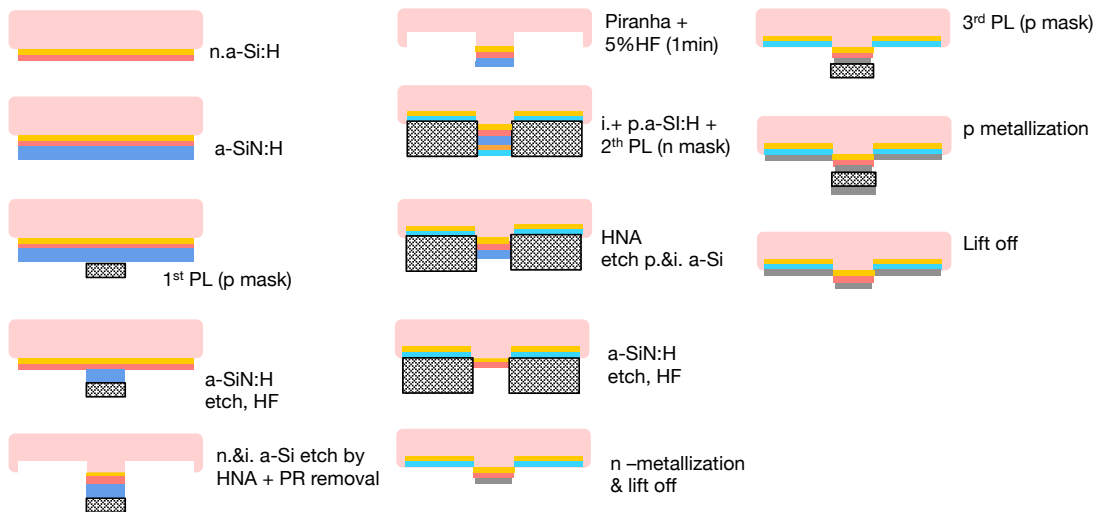 n.a-Si:H
a-SiN:H
1st PL (p mask)
a-SiN:H
etch, HF
n.&i. a-Si etch by
HNA + PR removal
Piranha +
5%HF (1min)
i.+ p.a-SI:H +
2th PL (n mask)
HNA
etch p.&i. a-Si
a-SiN:H
etch, HF
n –metallization
& lift off
3rd PL (p mask)
p metallization
Lift off